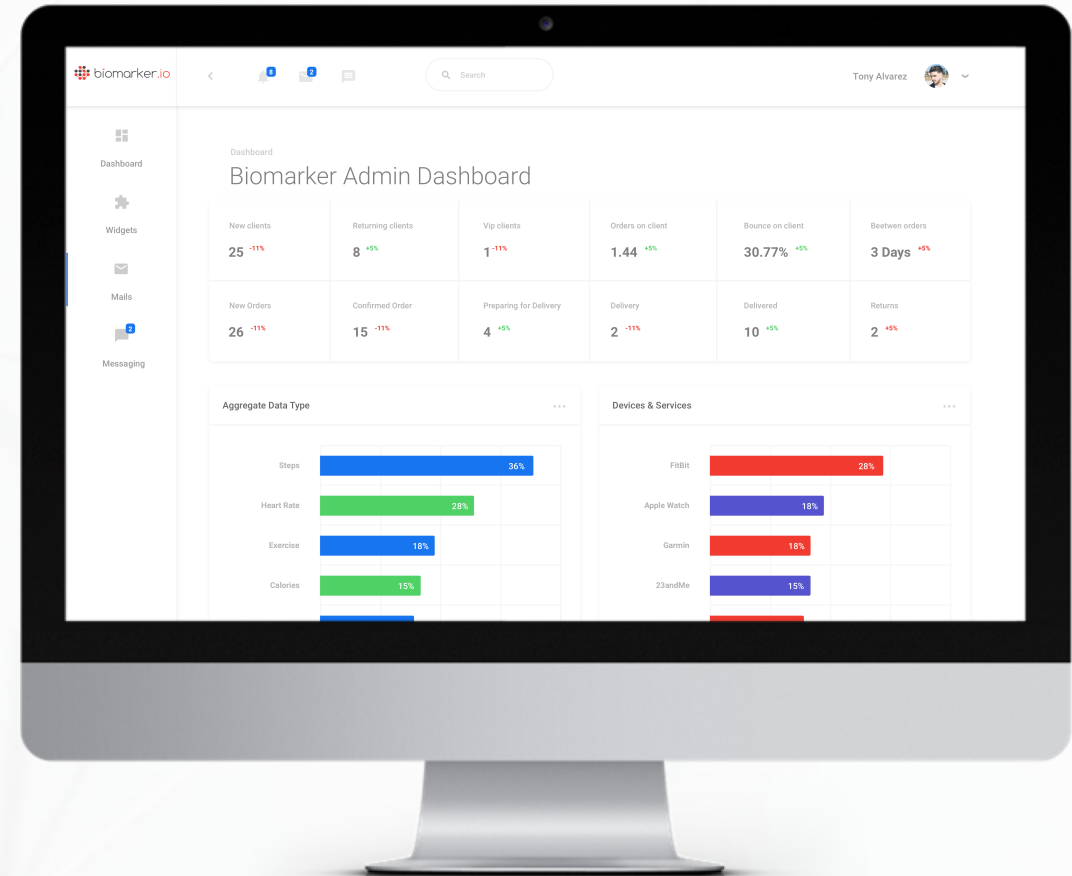 biomarker.io
8
2
Search
Tony Alvarez
Dashboard
Widgets
Mails
2
Messaging
Dashboard
Biomarker Admin Dashboard
New clients
25 -11%
Returning clients
8 +5%
Vip clients
1 -11%
Orders on client
1.44 +5%
Bounce on client
30.77% +5%
Beetwen orders
3 Days +5%
New Orders
26 -11%
Confirmed Order
15 -11%
Preparing for Delivery
4 +5%
Delivery
2 -11%
Delivered
10 +5%
Returns
2 +5%
Aggregate Data Type
Steps 36%
Heart Rate 28%
Exercise 18%
Calories 15%
Devices & Services
FitBit 28%
Apple Watch 18%
Garmin 18%
23andMe 15%